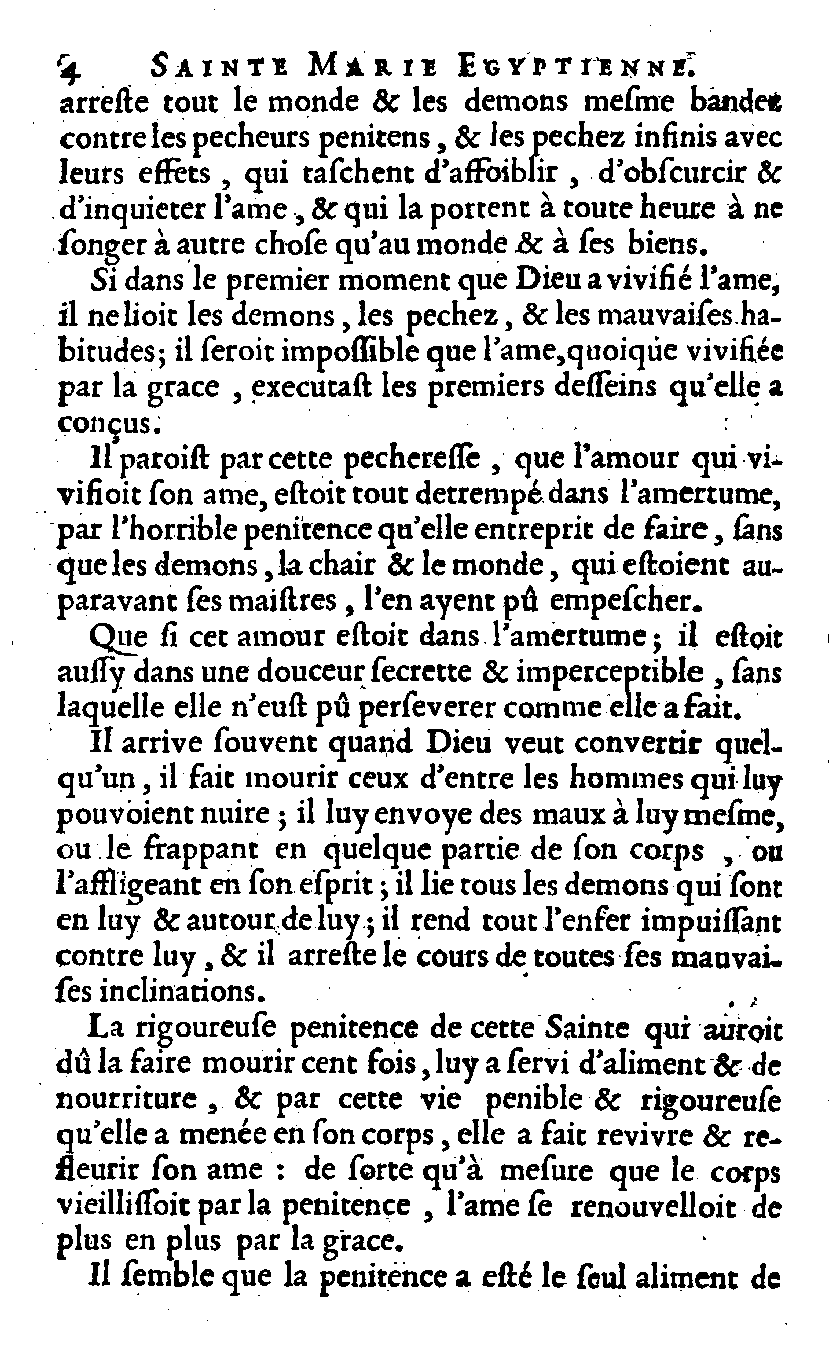 4 SAINTE MARIE EGYPTIENNE.
arreſte tout le monde & les demons meſme bandez
contre les pecheurs penitens, & les pechez infinis avec
leurs effets, qui taſchent d'affoiblir, d'obſcurcir &
d'inquieter l'ame, & qui la portent à toute heure à ne
ſonger à autre choſe qu'au monde & à ſes biens.
Si dans le premier moment que Dieu a vivifié l'ame,
il ne lioit les demons, les pechez, & les mauvaiſes ha-
bitudes; il ſeroit impoſſible que l'ame, quoique vivifiée
par la grace, executaſt les premiers deſſeins qu'elle a
conçus.
Il paroiſt par cette pechereſſe, que l'amour qui vi-
vifioit ſon ame, eſtoit tout detrempé dans l'amertume,
par l'horrible penitence qu'elle entreprit de faire, ſans
que les demons, la chair & le monde, qui eſtoient au-
paravant ſes maiſtres, l'en ayent pû empeſcher.
Que ſi cet amour eſtoit dans l'amertume; il eſtoit
auſſy dans une douceur ſecrette & imperceptible, ſans
laquelle elle n'euſt pû perſeverer comme elle a fait.
Il arrive ſouvent quand Dieu veut convertir quel-
qu'un, il fait mourir ceux d'entre les hommes qui luy
pouvoient nuire; il luy envoye des maux à luy meſme,
ou le frappant en quelque partie de ſon corps, ou
l'affligeant en ſon eſprit; il lie tous les demons qui ſont
en luy & autour de luy; il rend tout l'enfer impuiſſant
contre luy, & il arreſte le cours de toutes ſes mauvai-
ſes inclinations.
La rigoureuſe penitence de cette Sainte qui auroit
dû la faire mourir cent fois, luy a ſervi d'aliment & de
nourriture, & par cette vie penible & rigoureuſe
qu'elle a menée en ſon corps, elle a fait revivre & re-
fleurir ſon ame : de ſorte qu'à meſure que le corps
vieilliſſoit par la penitence, l'ame ſe renouvelloit de
plus en plus par la grace.
Il ſemble que la penitence a eſté le ſeul aliment de